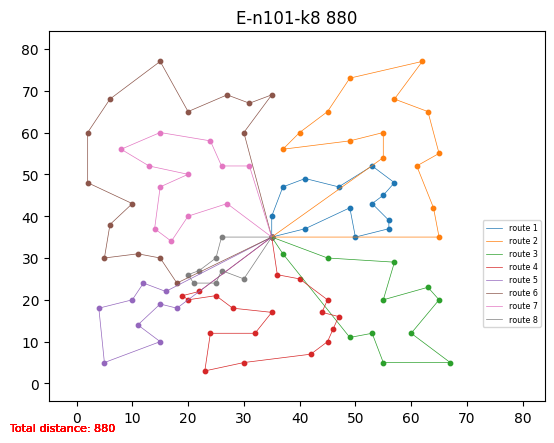 E-n101-k8 880
80
70
60
50
40
30
20
10
0
route 1
route 2
route 3
route 4
route 5
route 6
route 7
route 8
0 10 20 30 40 50 60 70 80
Total distance: 880